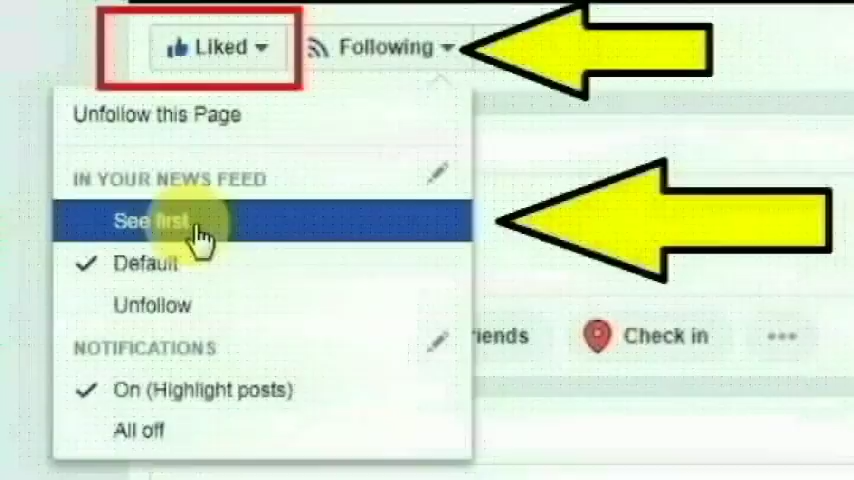 Liked Following
Unfollow this Page
IN YOUR NEWS FEED
See first
Default
Unfollow
riends Check in
NOTIFICATIONS
On (Highlight posts)
All off